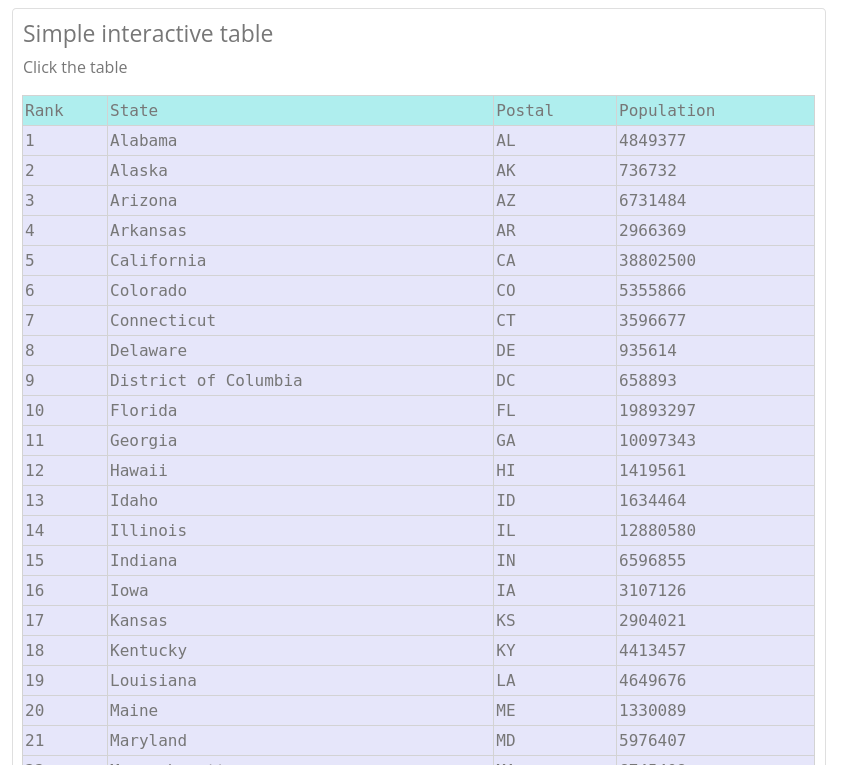 Simple interactive table
Click the table
Rank State Postal Population
1 Alabama AL 4849377
2 Alaska AK 736732
3 Arizona AZ 6731484
4 Arkansas AR 2966369
5 California CA 38802500
6 Colorado CO 5355866
7 Connecticut CT 3596677
8 Delaware DE 935614
9 District of Columbia DC 658893
10 Florida FL 19893297
11 Georgia GA 10097343
12 Hawaii HI 1419561
13 Idaho ID 1634464
14 Illinois IL 12880580
15 Indiana IN 6596855
16 Iowa IA 3107126
17 Kansas KS 2904021
18 Kentucky KY 4413457
19 Louisiana LA 4649676
20 Maine ME 1330089
21 Maryland MD 5976407